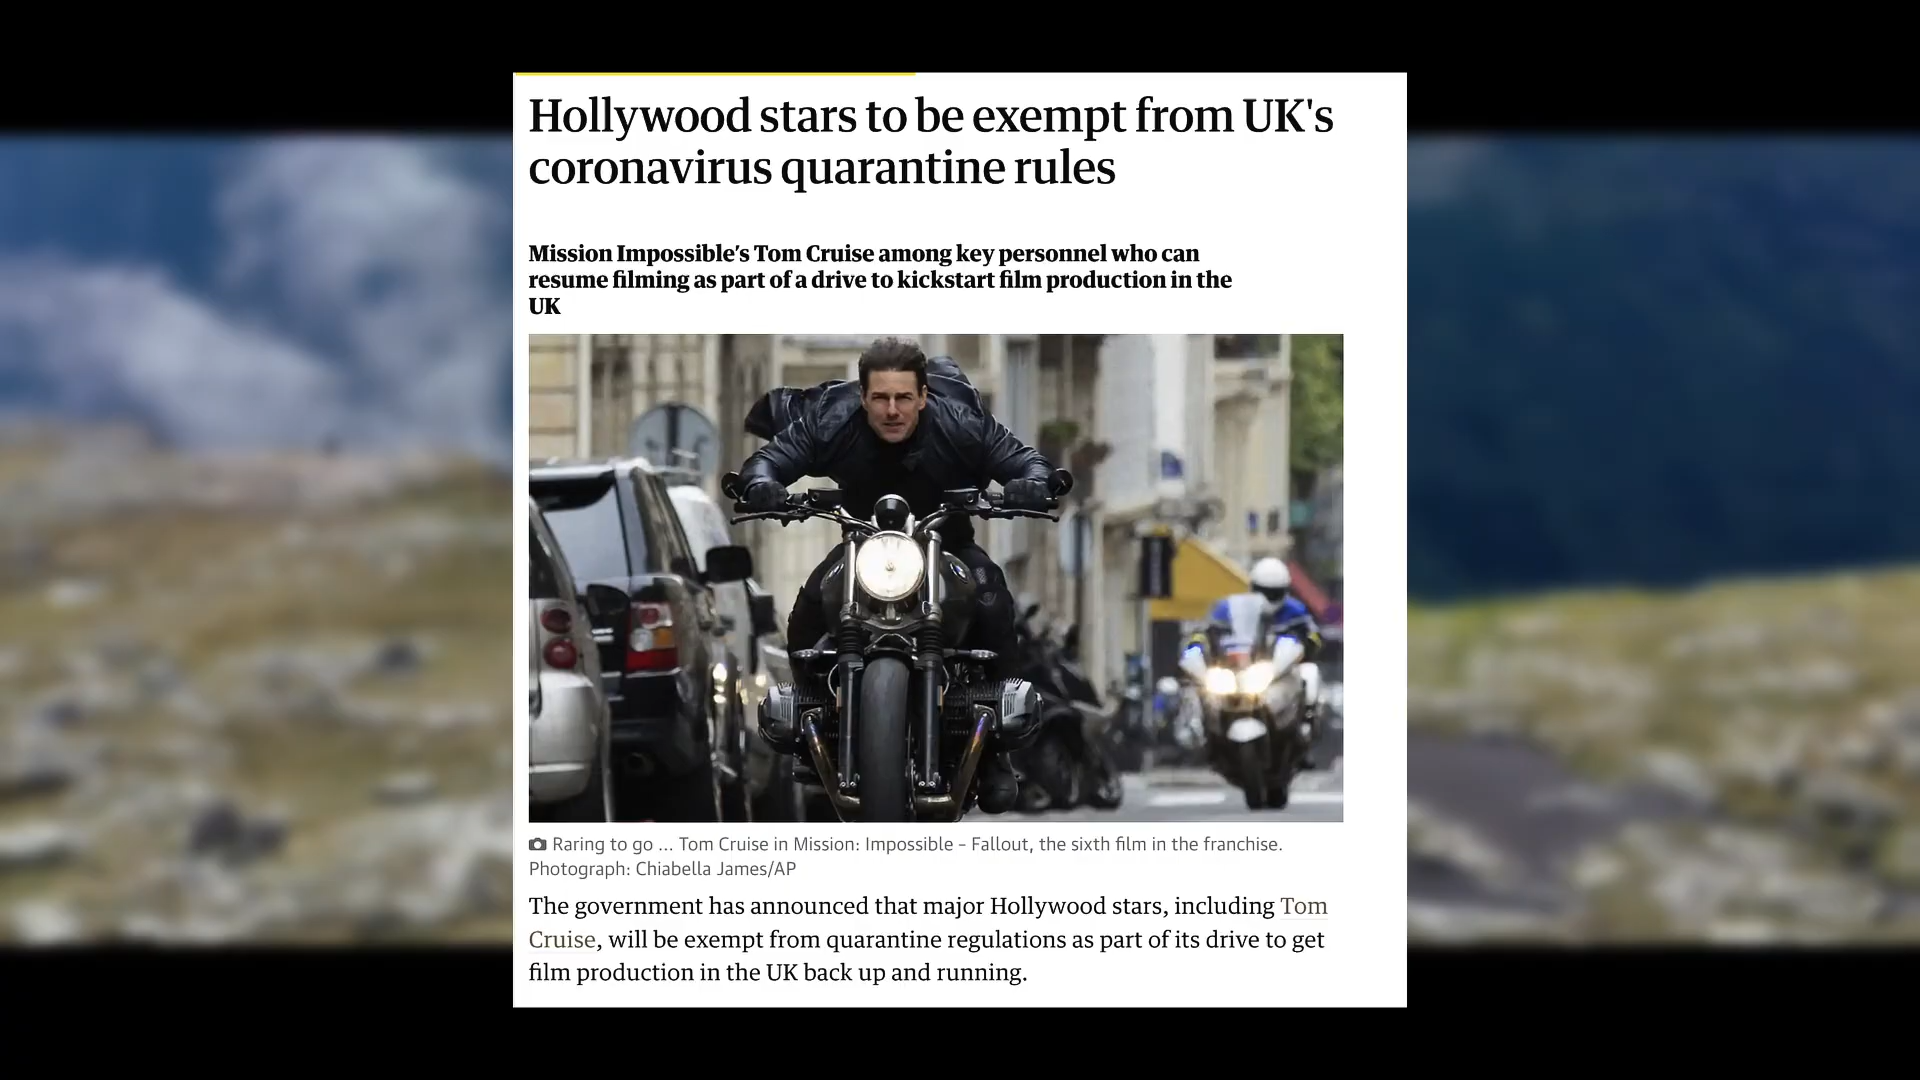 Hollywood stars to be exempt from UK's
coronavirus quarantine rules
Mission Impossible’s Tom Cruise among key personnel who can
resume filming as part of a drive to kickstart film production in the
UK
Raring to go … Tom Cruise in Mission: Impossible – Fallout, the sixth film in the franchise.
Photograph: Chiabella James/AP
The government has announced that major Hollywood stars, including Tom
Cruise, will be exempt from quarantine regulations as part of its drive to get
film production in the UK back up and running.